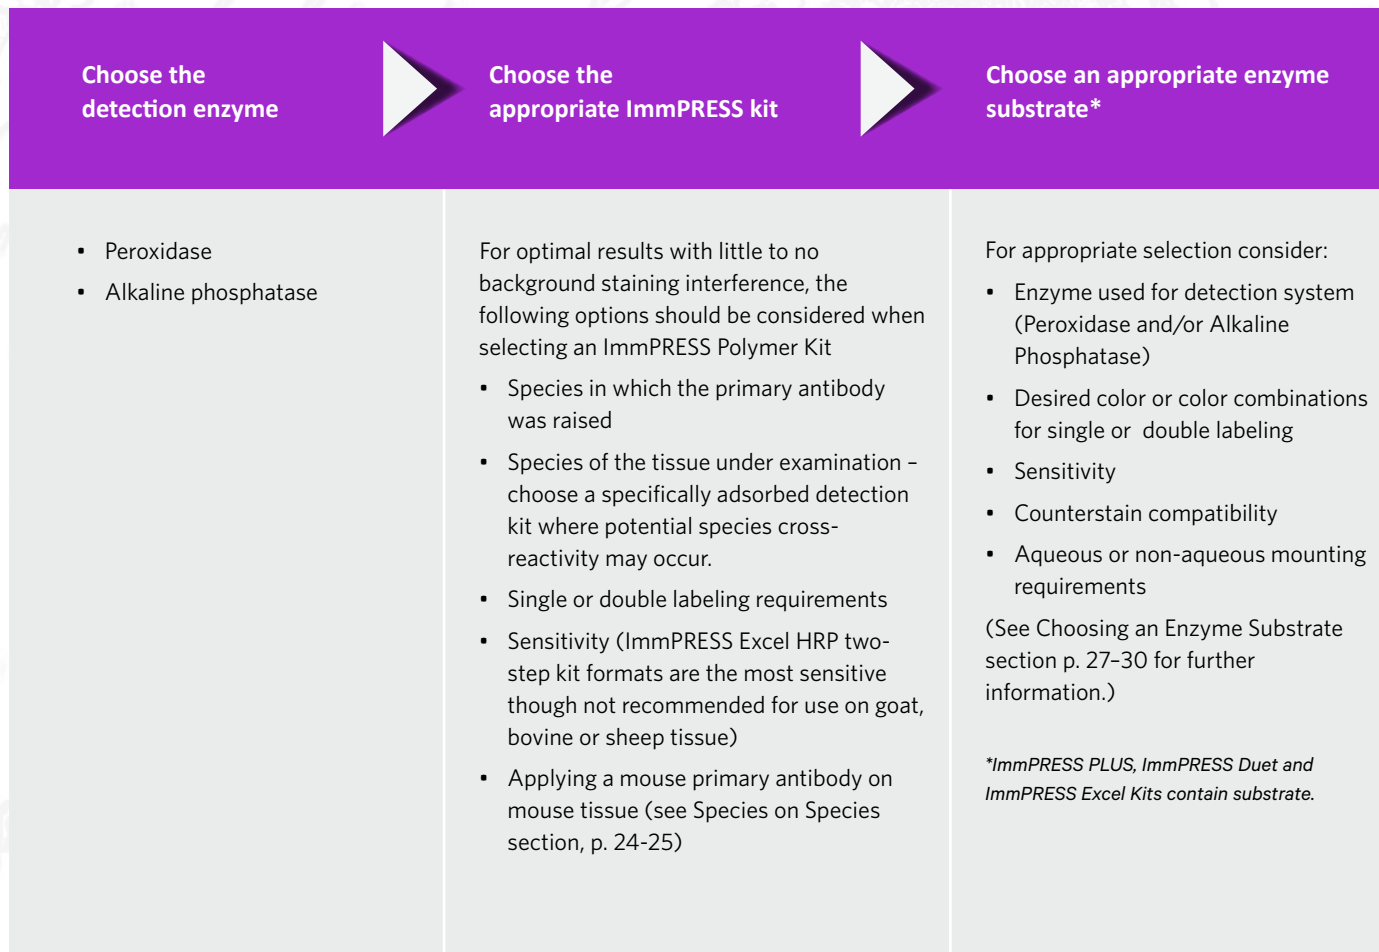 Choose the
detection enzyme
Choose the
appropriate ImmPRESS kit
Choose an appropriate enzyme
substrate*
• Peroxidase
• Alkaline phosphatase
For optimal results with little to no
background staining interference, the
following options should be considered when
selecting an ImmPRESS Polymer Kit
• Species in which the primary antibody
was raised
• Species of the tissue under examination –
choose a specifically adsorbed detection
kit where potential species cross-
reactivity may occur.
• Single or double labeling requirements
• Sensitivity (ImmPRESS Excel HRP two-
step kit formats are the most sensitive
though not recommended for use on goat,
bovine or sheep tissue)
• Applying a mouse primary antibody on
mouse tissue (see Species on Species
section, p. 24-25)
For appropriate selection consider:
• Enzyme used for detection system
(Peroxidase and/or Alkaline
Phosphatase)
• Desired color or color combinations
for single or  double labeling
• Sensitivity
• Counterstain compatibility
• Aqueous or non-aqueous mounting
requirements
(See Choosing an Enzyme Substrate
section p. 27–30 for further
information.)
*ImmPRESS PLUS, ImmPRESS Duet and
ImmPRESS Excel Kits contain substrate.